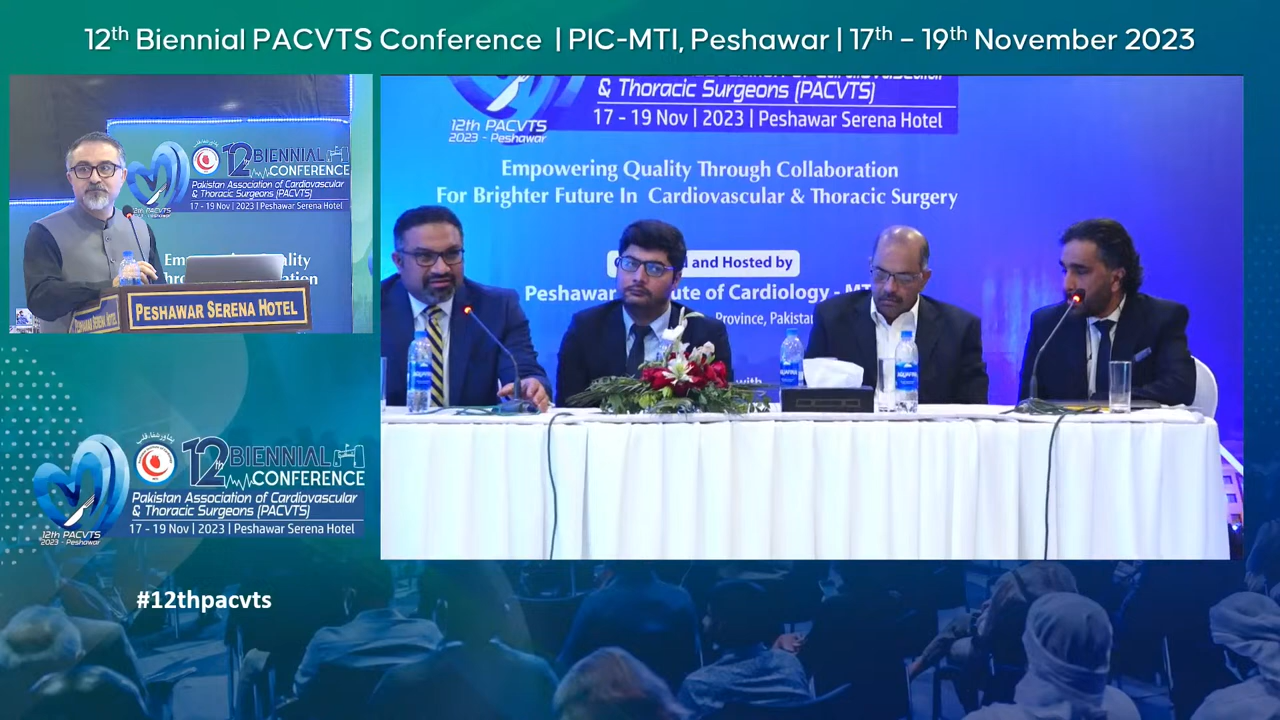 12th Biennial PACVTS Conference | PIC-MTI, Peshawar | 17th – 19th November 2023
12th BIENNIAL
CONFERENCE
Pakistan Association of Cardiovascular
& Thoracic Surgeons (PACVTS)
17 - 19 Nov | 2023 | Peshawar Serena Hotel
PESHAWAR SERENA HOTEL
& Thoracic Surgeons (PACVTS)
17 - 19 Nov | 2023 | Peshawar Serena Hotel
12th PACVTS
2023 - Peshawar
Empowering Quality Through Collaboration
For Brighter Future In Cardiovascular & Thoracic Surgery
and Hosted by
Peshawar of Cardiology -
Province,
with
12th BIENNIAL
CONFERENCE
Pakistan Association of Cardiovascular
& Thoracic Surgeons (PACVTS)
17 - 19 Nov | 2023 | Peshawar Serena Hotel
12th PACVTS
2023 - Peshawar
#12thpacvts